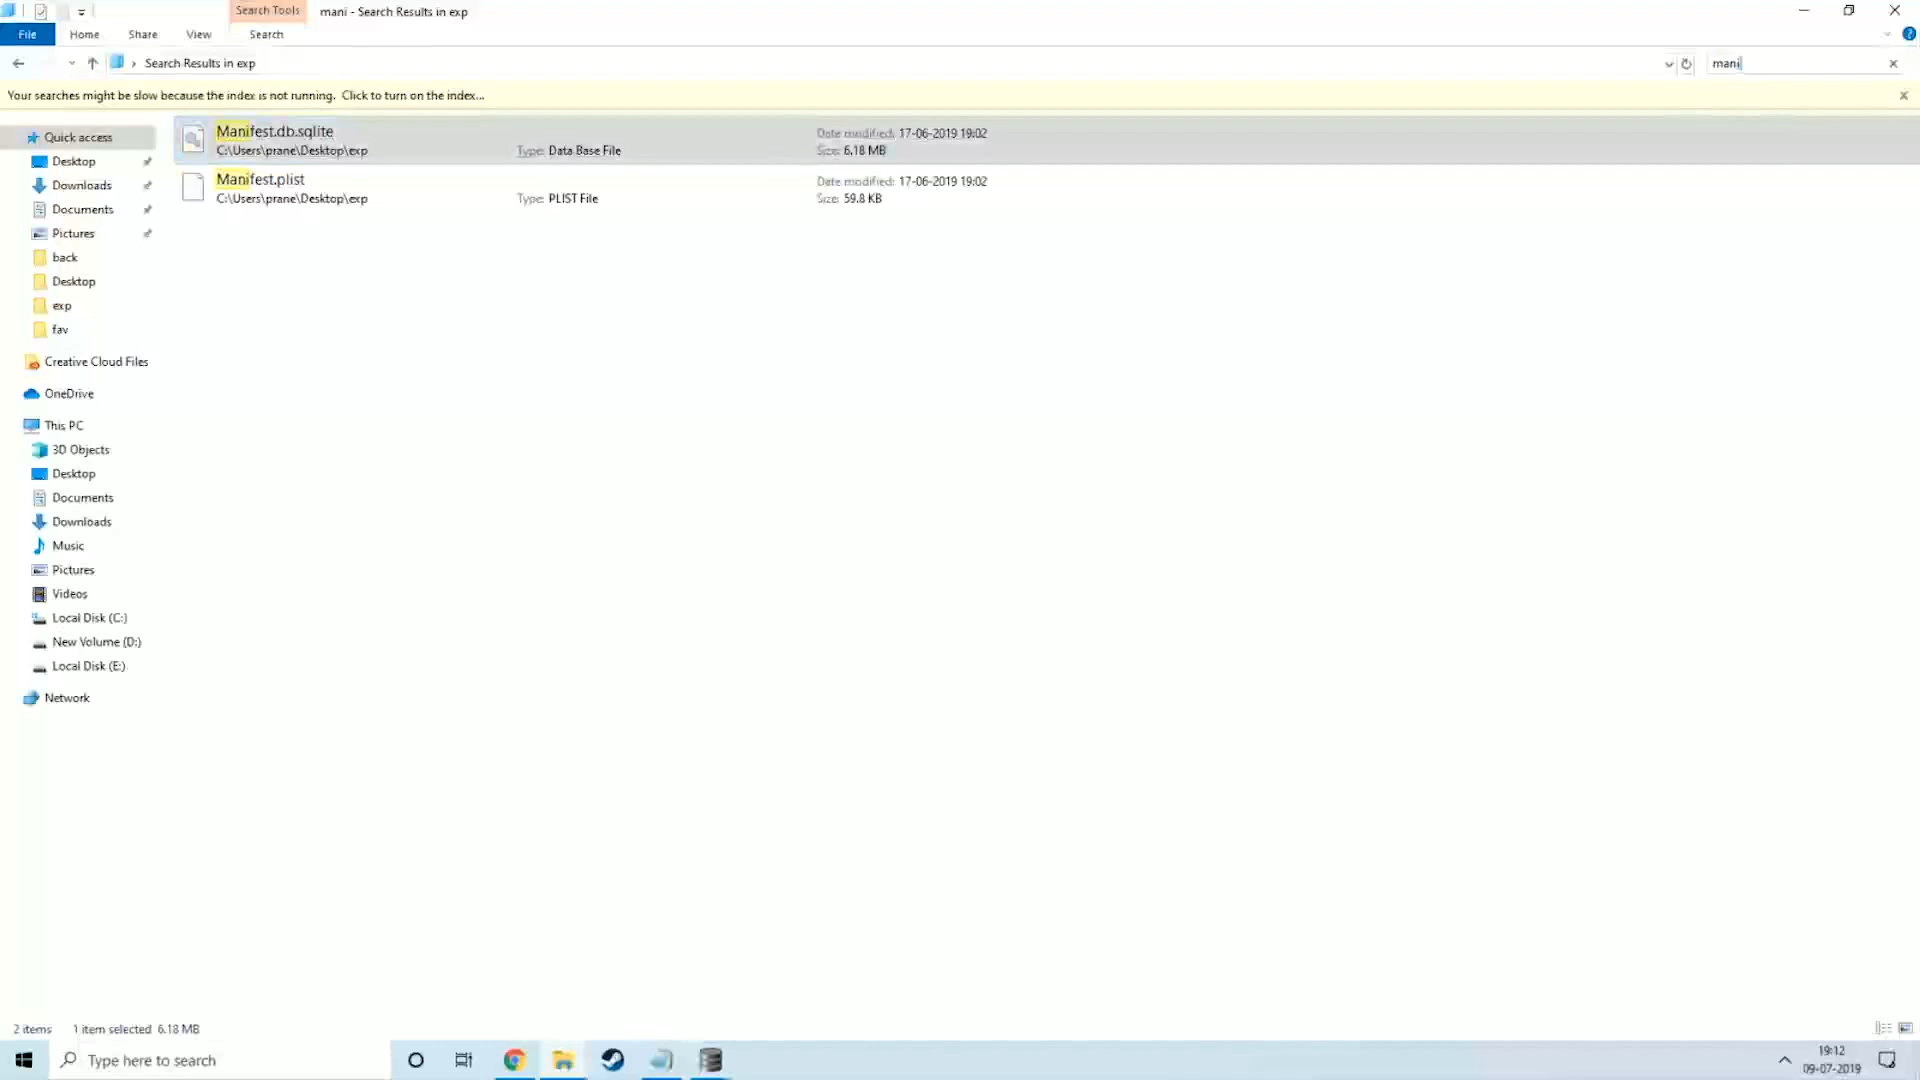 Search Tools
mani - Search Results in exp
File
Home
Share
View
Search
Search Results in exp
mani
Your searches might be slow because the index is not running. Click to turn on the index...
Quick access
Desktop
Downloads
Documents
Pictures
back
Desktop
exp
fav
Creative Cloud Files
OneDrive
This PC
3D Objects
Desktop
Documents
Downloads
Music
Pictures
Videos
Local Disk (C:)
New Volume (D:)
Local Disk (E:)
Network
Manifest.db.sqlite
C:\Users\prane\Desktop\exp
Type: Data Base File
Date modified: 17-06-2019 19:02
Size: 6.18 MB
Manifest.plist
C:\Users\prane\Desktop\exp
Type: PLIST File
Date modified: 17-06-2019 19:02
Size: 59.8 KB
2 items 1 item selected 6.18 MB
Type here to search
19:12
09-07-2019